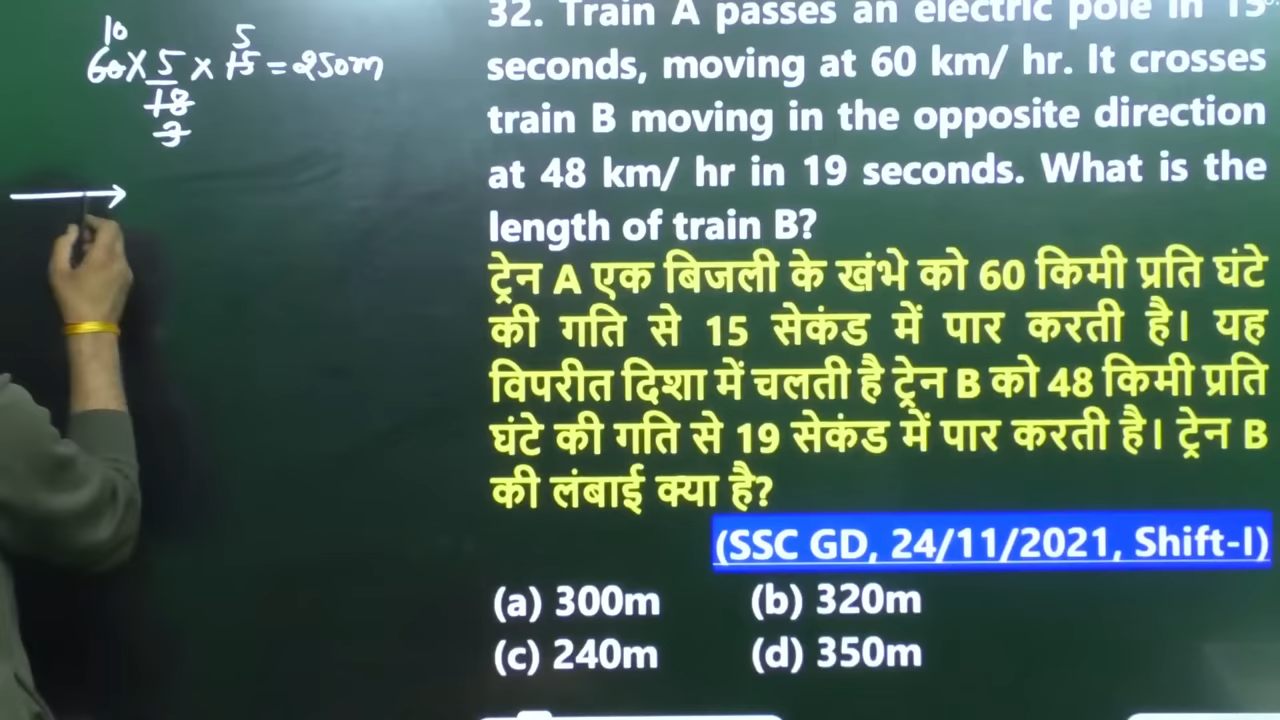 10 5
60 × 5 × 15 = 250m
18
3
32. Train A passes an electric pole in 15
seconds, moving at 60 km/ hr. It crosses
train B moving in the opposite direction
at 48 km/ hr in 19 seconds. What is the
length of train B?
ट्रेन A एक बिजली के खंभे को 60 किमी प्रति घंटे
की गति से 15 सेकंड में पार करती है। यह
विपरीत दिशा में चलती है ट्रेन B को 48 किमी प्रति
घंटे की गति से 19 सेकंड में पार करती है। ट्रेन B
की लंबाई क्या है?
(SSC GD, 24/11/2021, Shift-I)
(a) 300m (b) 320m
(c) 240m (d) 350m